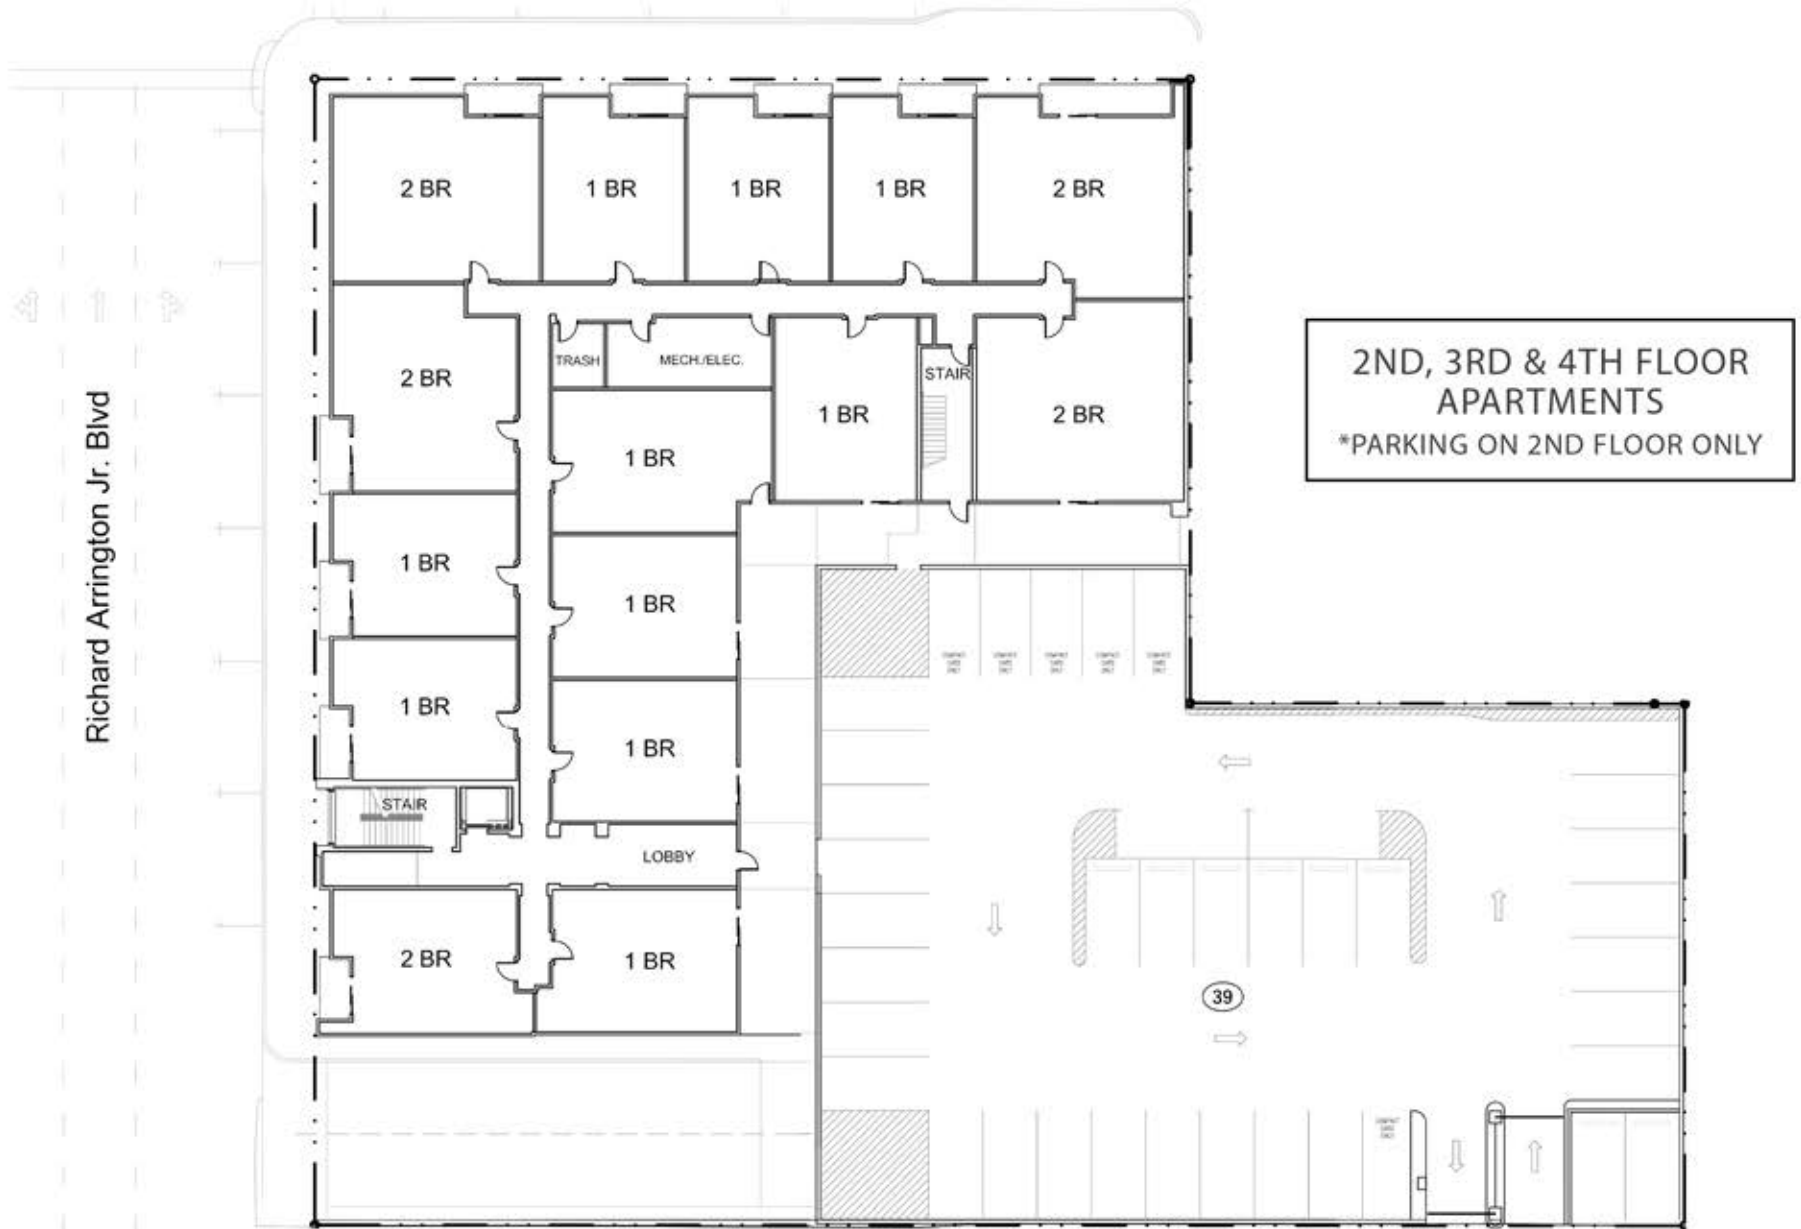 2 BR
1 BR
1 BR
1 BR
2 BR
2 BR
TRASH
MECH./ELEC.
STAIR
1 BR
2 BR
1 BR
2ND, 3RD & 4TH FLOOR
APARTMENTS
*PARKING ON 2ND FLOOR ONLY
Richard Arrington Jr. Blvd
1 BR
1 BR
1 BR
1 BR
STAIR
LOBBY
2 BR
1 BR
39